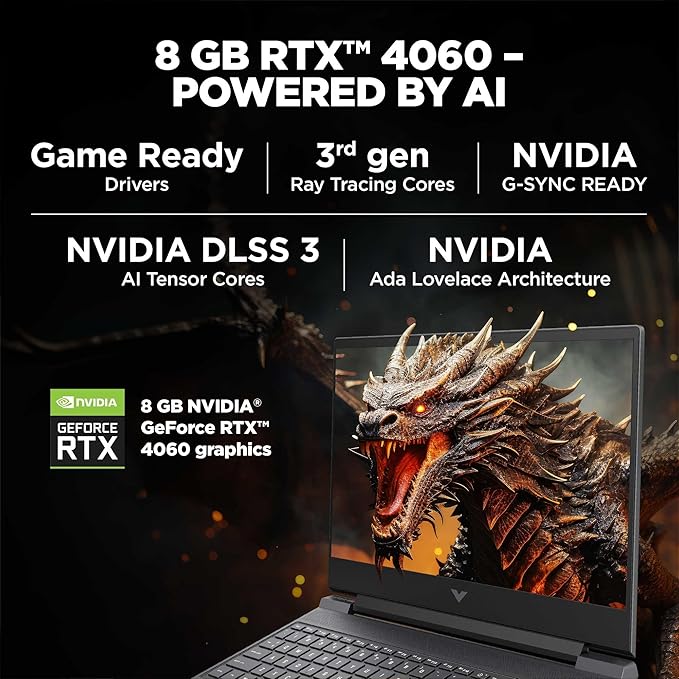 8 GB RTX™ 4060 –
POWERED BY AI
Game Ready
Drivers
3rd gen
Ray Tracing Cores
NVIDIA
G-SYNC READY
NVIDIA DLSS 3
AI Tensor Cores
NVIDIA
Ada Lovelace Architecture
NVIDIA
GEFORCE
RTX
8 GB NVIDIA®
GeForce RTX™
4060 graphics